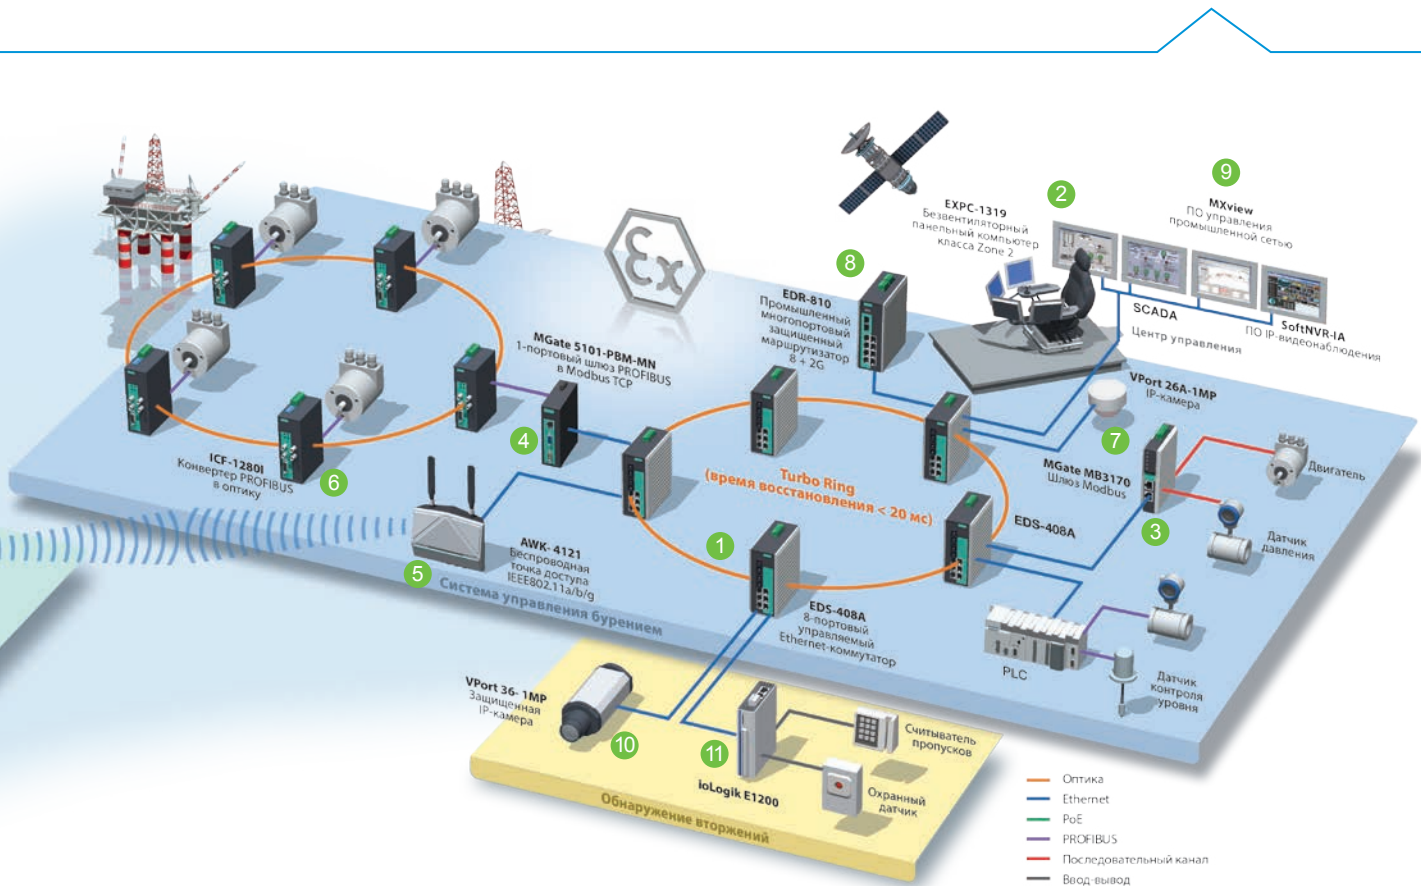 9
MXview
ПО управления
промышленной сетью
2
EXPC-1319
Безвентиляторный
панельный компьютер
класса Zone 2
8
EDR-810
Промышленный
многопортовый
защищенный
маршрутизатор
8 + 2G
SCADA
Центр управления
SoftNVR-IA
ПО IP-видеонаблюдения
Ex
MGate 5101-PBM-MN
1-портовый шлюз PROFIBUS
в Modbus TCP
4
VPort 26A-1MP
IP-камера
7
ICF-1280I
Конвертер PROFIBUS
в оптику
6
Turbo Ring
(время восстановления < 20 мс)
MGate MB3170
Шлюз Modbus
3
Двигатель
Датчик
давления
EDS-408A
1
AWK- 4121
Беспроводная
точка доступа
IEEE802.11a/b/g
5
Система управления бурением
EDS-408A
8-портовый
управляемый
Ethernet-коммутатор
PLC
Датчик
контроля
уровня
VPort 36- 1MP
Защищенная
IP-камера
10
11
ioLogik E1200
Считыватель
пропусков
Охранный
датчик
Обнаружение вторжений
Оптика
Ethernet
PoE
PROFIBUS
Последовательный канал
Ввод-вывод